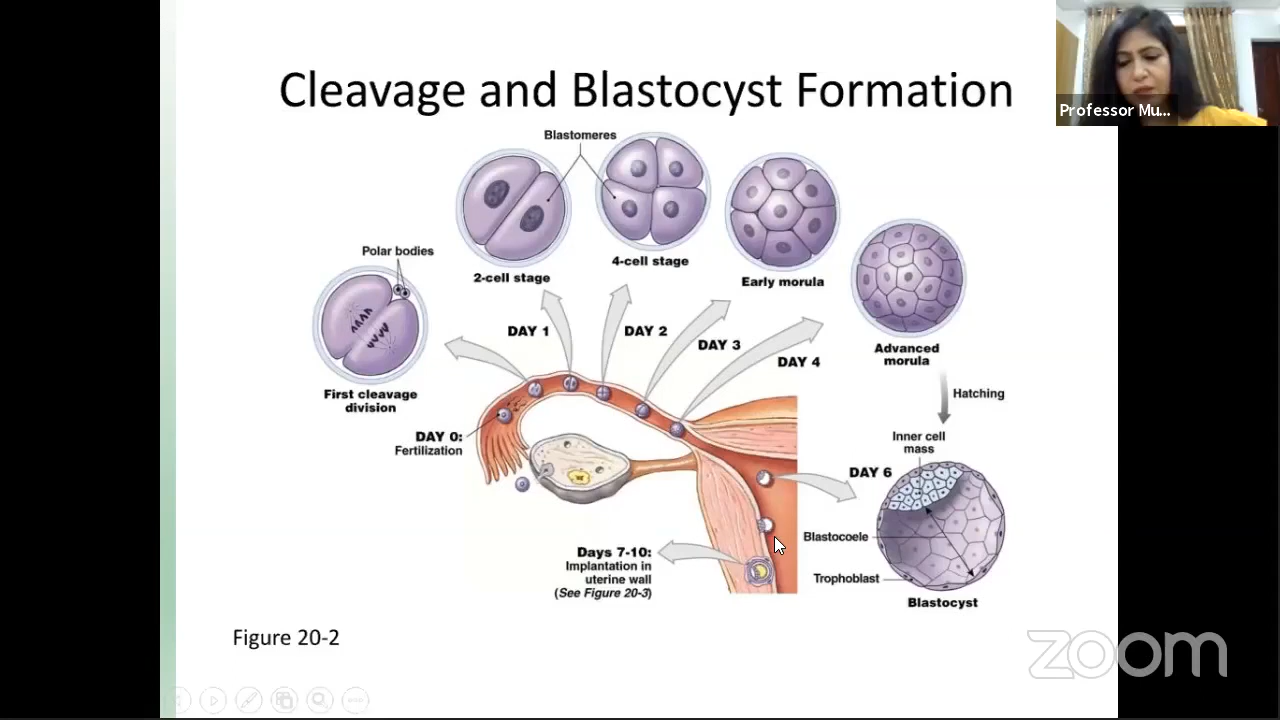 Cleavage and Blastocyst Formation
Professor Mu...
Blastomeres
Polar bodies
2-cell stage
4-cell stage
Early morula
DAY 1
DAY 2
DAY 3
DAY 4
Advanced
morula
First cleavage
division
Hatching
DAY 0:
Fertilization
Inner cell
mass
DAY 6
Blastocoele
Days 7-10:
Implantation in
uterine wall
(See Figure 20-3)
Trophoblast
Blastocyst
Figure 20-2
zoom